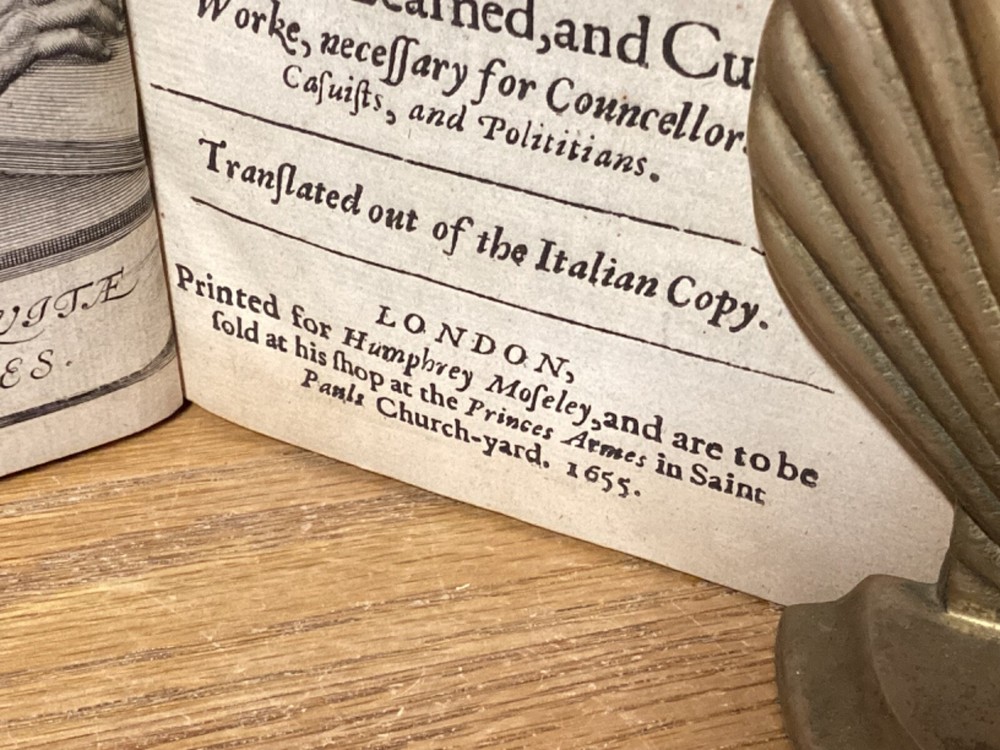 Learned, and Cu
Worke, neceſſary for Councellors
Caſuiſts, and Polititians.
Tranſlated out of the Italian Copy.
LONDON,
Printed for Humphrey Moſeley, and are to be
ſold at his ſhop at the Princes Armes in Saint
Pauls Church-yard. 1655.
VITÆ
ES.